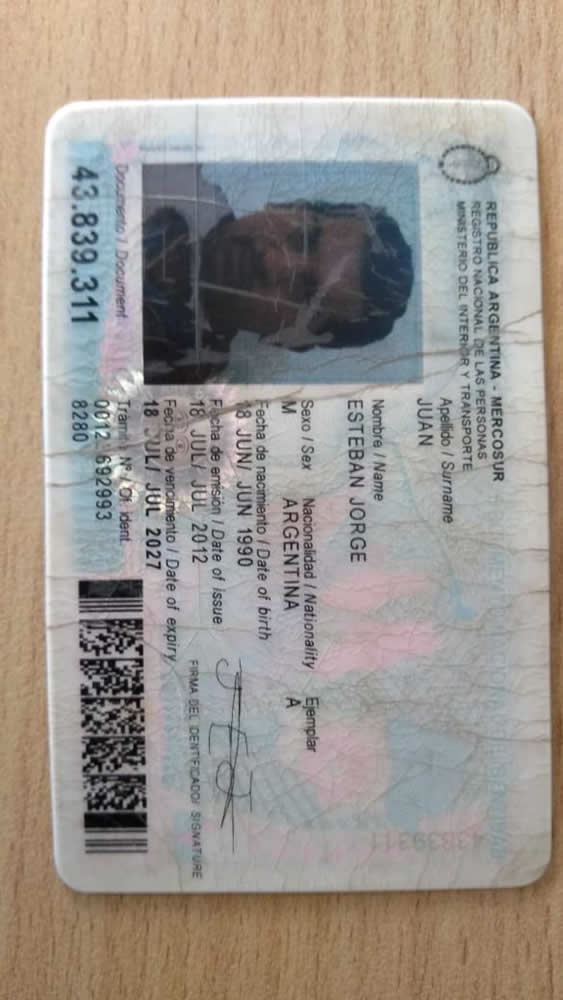 REPÚBLICA ARGENTINA - MERCOSUR
REGISTRO NACIONAL DE LAS PERSONAS
MINISTERIO DEL INTERIOR Y TRANSPORTE
Apellido / Surname
JUAN
Nombre / Name
ESTEBAN JORGE
Sexo / Sex Nacionalidad / Nationality Ejemplar
M ARGENTINA A
Fecha de nacimiento / Date of birth
JUN/ JUN 1990
Fecha de emisión / Date of issue
18 JUL/ JUL 2012
Fecha de vencimiento / Date of expiry
18 JUL/ JUL 2027
FIRMA DEL IDENTIFICADO/ SIGNATURE
Documento / Document
43.839.311
Trámite Nº / Of. ident.
0012 692993
8280
43839311